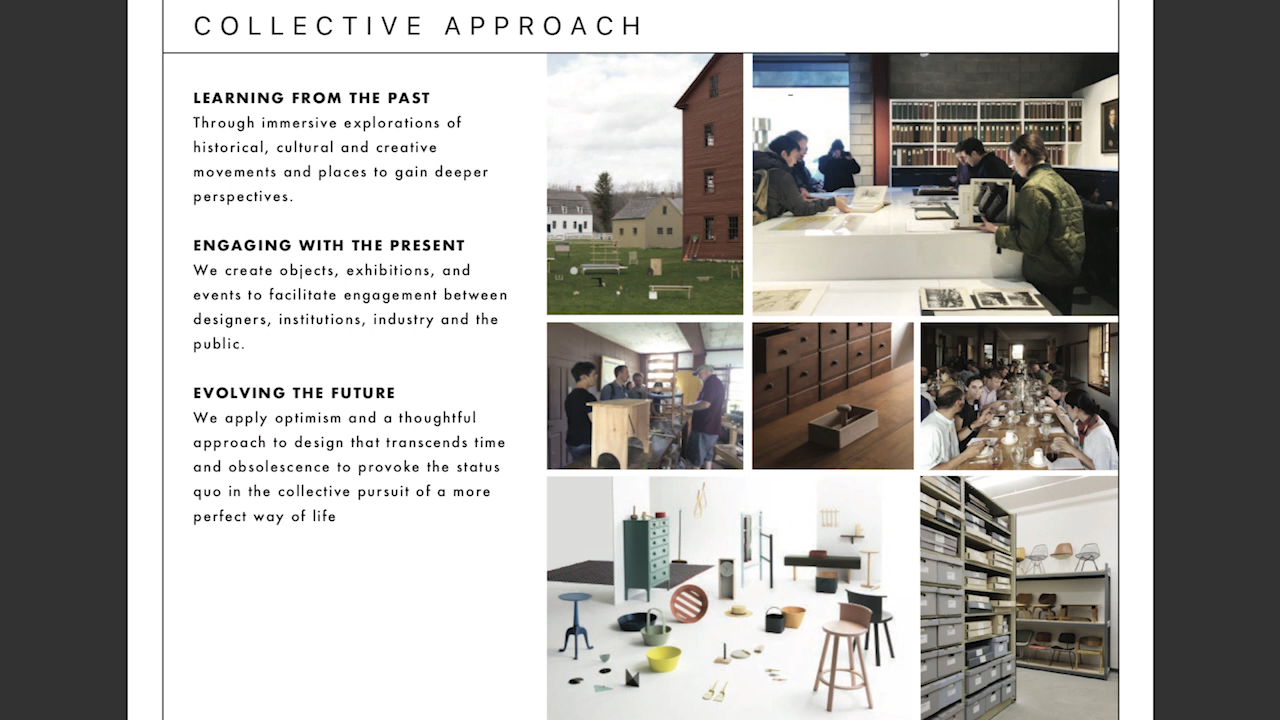 COLLECTIVE APPROACH
LEARNING FROM THE PAST
Through immersive explorations of
historical, cultural and creative
movements and places to gain deeper
perspectives.
ENGAGING WITH THE PRESENT
We create objects, exhibitions, and
events to facilitate engagement between
designers, institutions, industry and the
public.
EVOLVING THE FUTURE
We apply optimism and a thoughtful
approach to design that transcends time
and obsolescence to provoke the status
quo in the collective pursuit of a more
perfect way of life